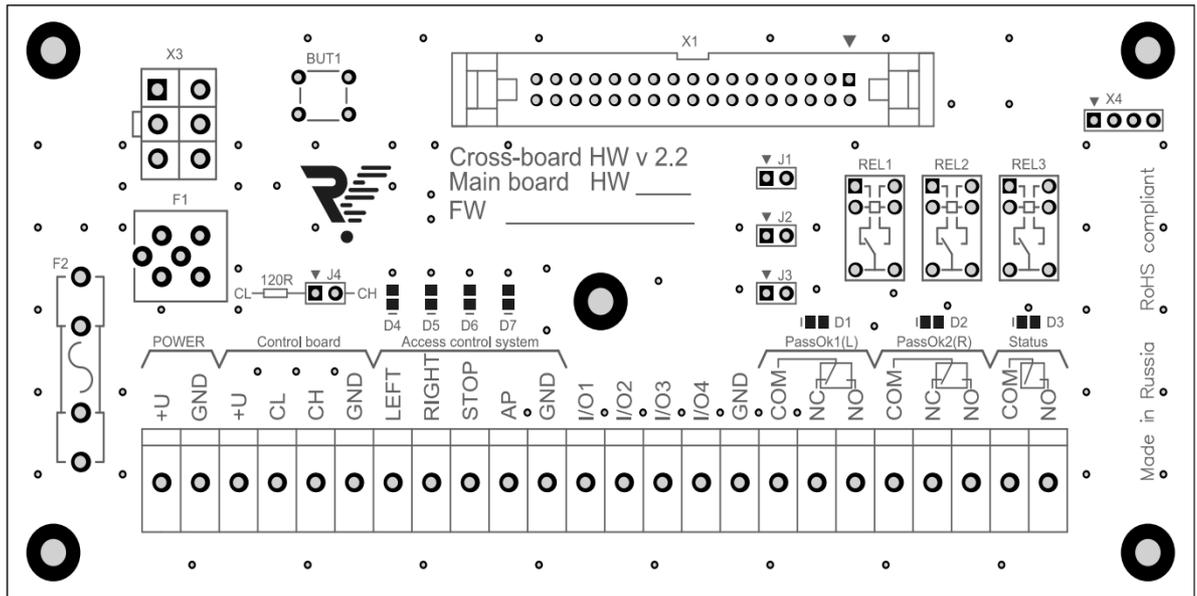 X3
BUT1
X1
X4
Cross-board HW v 2.2
Main board HW
FW
J1
J2
J3
REL1
REL2
REL3
F1
F2
CL
120R
J4
CH
D4
D5
D6
D7
D1
D2
D3
RoHS compliant
Made in Russia
POWER
Control board
Access control system
PassOk1(L)
PassOk2(R)
Status
+U
GND
+U
CL
CH
GND
LEFT
RIGHT
STOP
AP
GND
I/O1
I/O2
I/O3
I/O4
GND
COM
NC
NO
COM
NC
NO
COM
NO